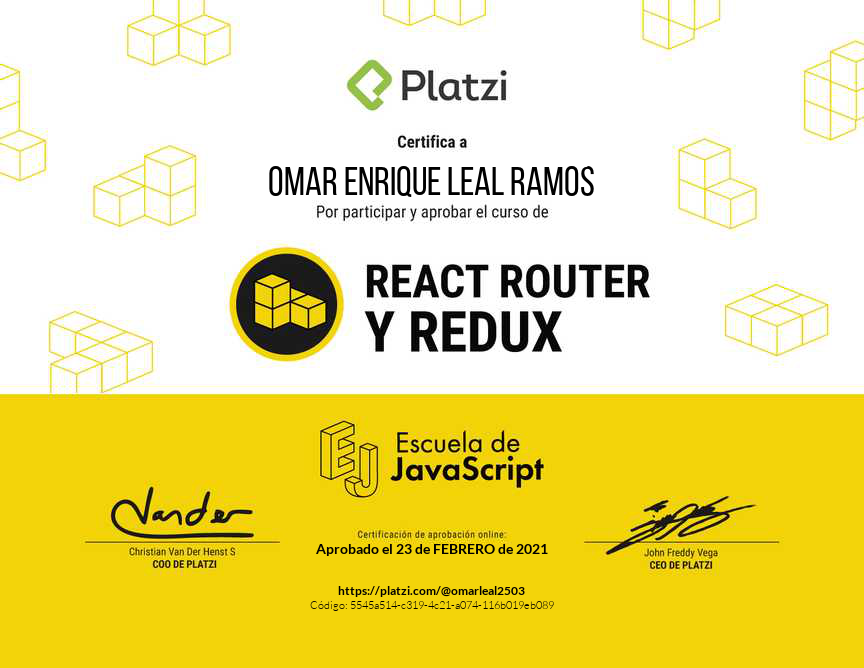 Platzi
Certifica a
OMAR ENRIQUE LEAL RAMOS
Por participar y aprobar el curso de
REACT ROUTER
Y REDUX
EJ
Escuela de
JavaScript
Vander
Christian Van Der Henst S
COO DE PLATZI
Certificación de aprobación online:
Aprobado el 23 de FEBRERO de 2021
John Freddy Vega
CEO DE PLATZI
https://platzi.com/@omarleal2503
Código: 5545a514-c319-4c21-a074-116b019eb089